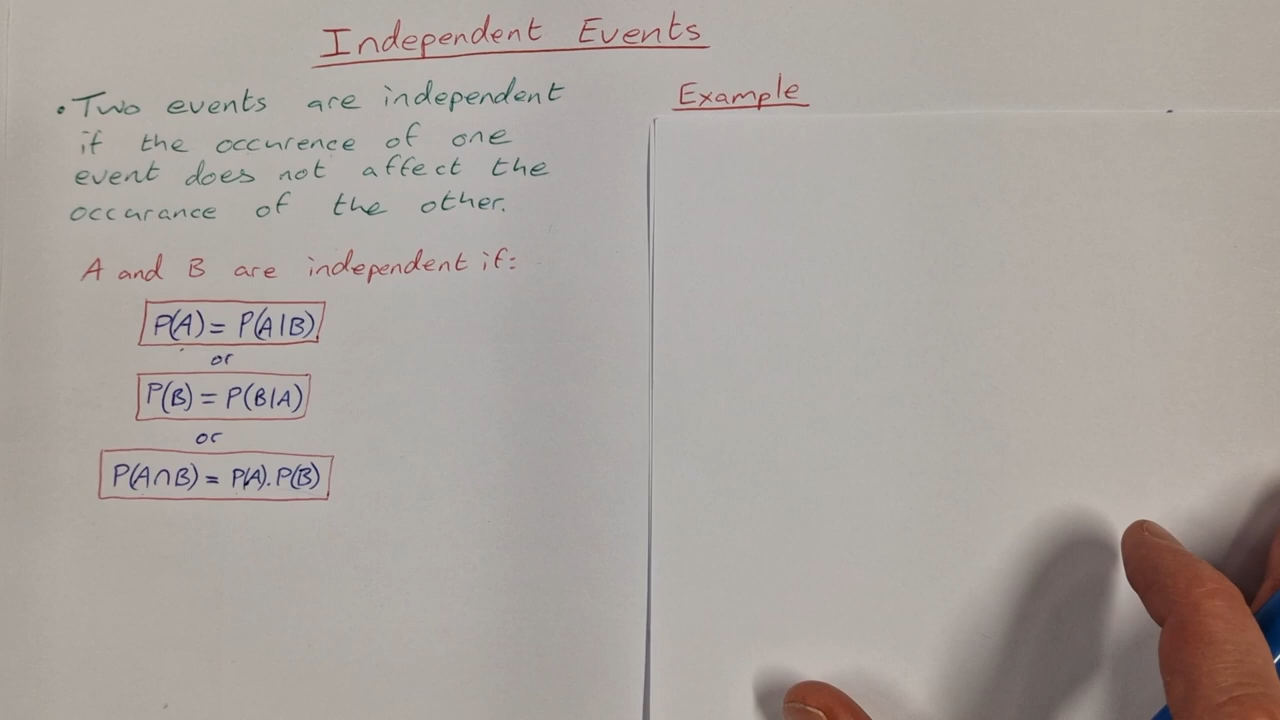 Independent Events
• Two events are independent
if the occurence of one
event does not affect the
occurance of the other.
A and B are independent if:
P(A) = P(A|B)
or
P(B) = P(B|A)
or
P(A∩B) = P(A).P(B)
Example